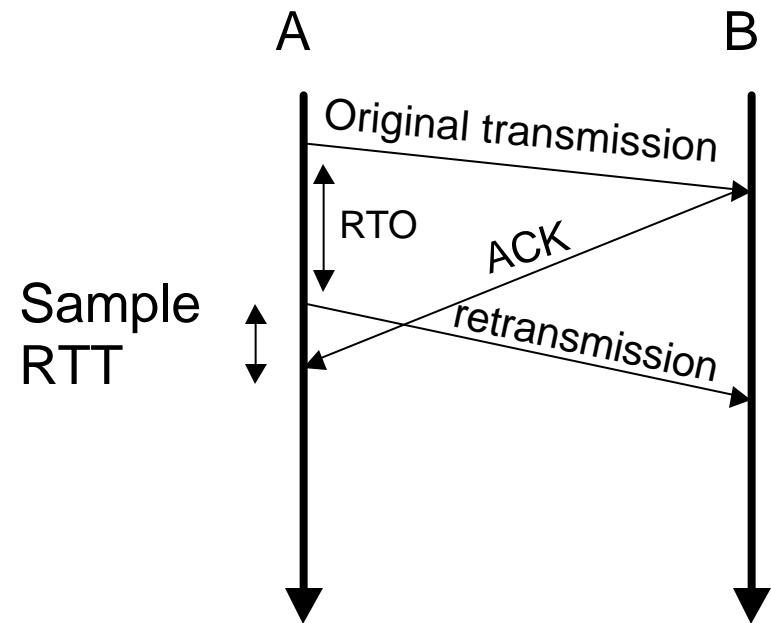 A
B
Original transmission
RTO
ACK
Sample
RTT
retransmission